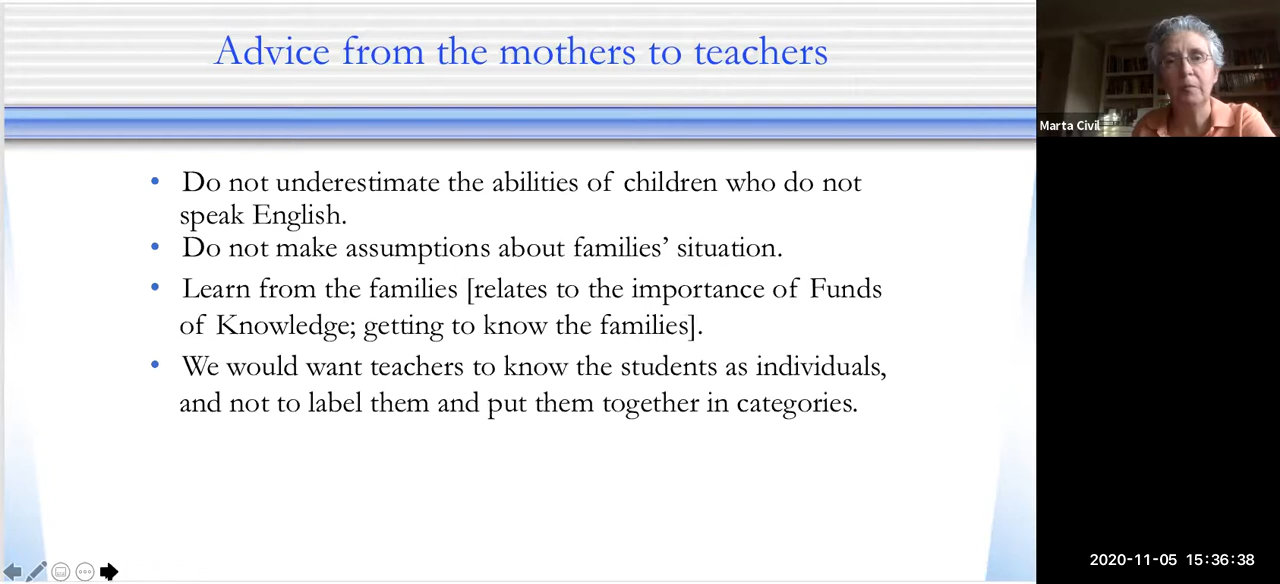 Advice from the mothers to teachers
Marta Civil
• Do not underestimate the abilities of children who do not
speak English.
• Do not make assumptions about families’ situation.
• Learn from the families [relates to the importance of Funds
of Knowledge; getting to know the families].
• We would want teachers to know the students as individuals,
and not to label them and put them together in categories.
2020-11-05 15:36:38